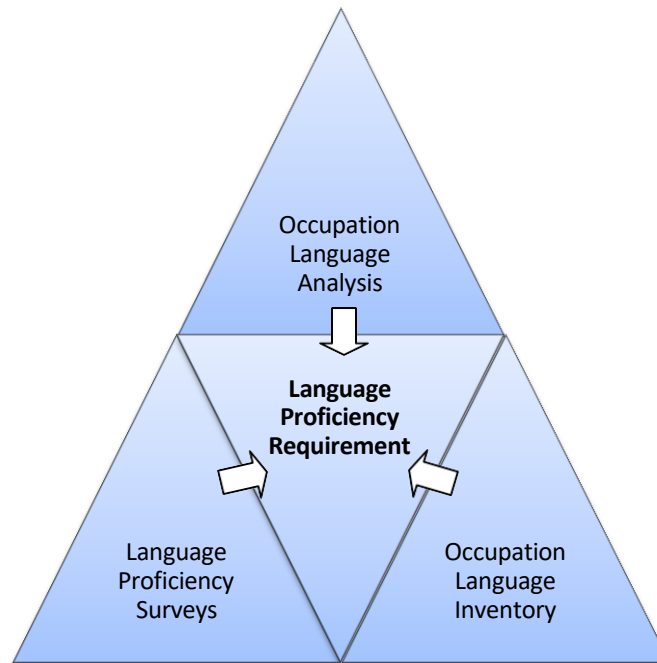 Occupation
Language
Analysis
Language
Proficiency
Requirement
Language
Proficiency
Surveys
Occupation
Language
Inventory